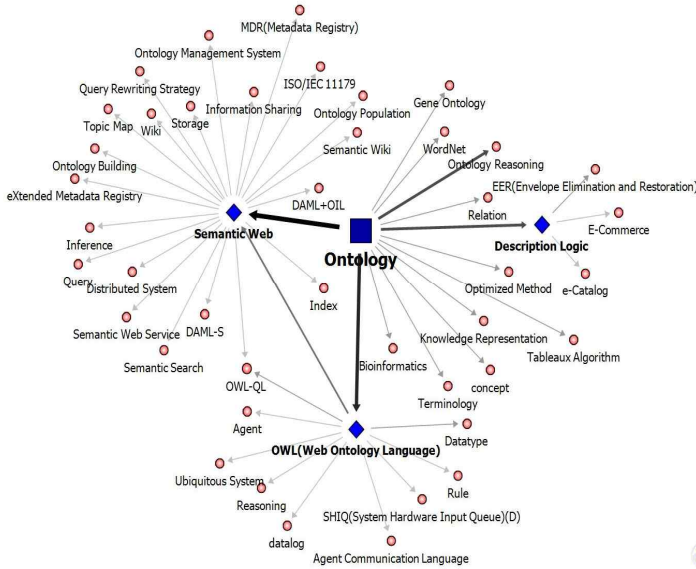 MDR(Metadata Registry)
Ontology Management System
ISO/IEC 11179
Query Rewriting Strategy
Information Sharing
Gene Ontology
Topic Map
Wiki
Storage
Ontology Population
WordNet
Semantic Wiki
Ontology Reasoning
Ontology Building
EER(Envelope Elimination and Restoration)
eXtended Metadata Registry
DAML+OIL
Relation
E-Commerce
Semantic Web
Inference
Description Logic
Ontology
Query
Distributed System
Optimized Method
e-Catalog
Index
Semantic Web Service
DAML-S
Knowledge Representation
Tableaux Algorithm
Semantic Search
Bioinformatics
OWL-QL
concept
Terminology
Agent
Datatype
OWL(Web Ontology Language)
Ubiquitous System
Rule
Reasoning
SHIQ(System Hardware Input Queue)(D)
datalog
Agent Communication Language